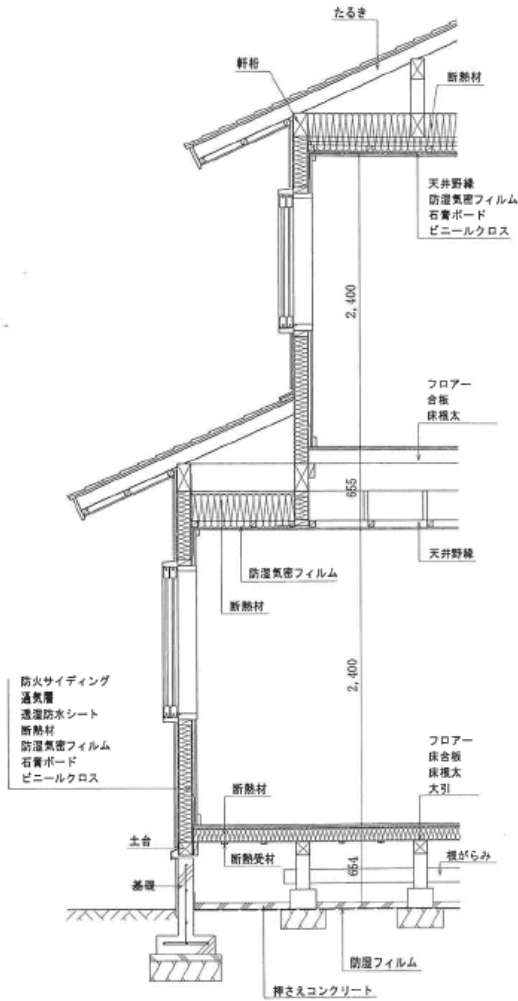 たるき
軒桁
断熱材
天井野縁
防湿気密フィルム
石膏ボード
ビニールクロス
2,400
フロアー
合板
床根太
655
天井野縁
防湿気密フィルム
断熱材
2,400
防火サイディング
通気層
透湿防水シート
断熱材
防湿気密フィルム
石膏ボード
ビニールクロス
フロアー
床合板
床根太
大引
断熱材
土台
断熱受材
654
根がらみ
基礎
防湿フィルム
押さえコンクリート